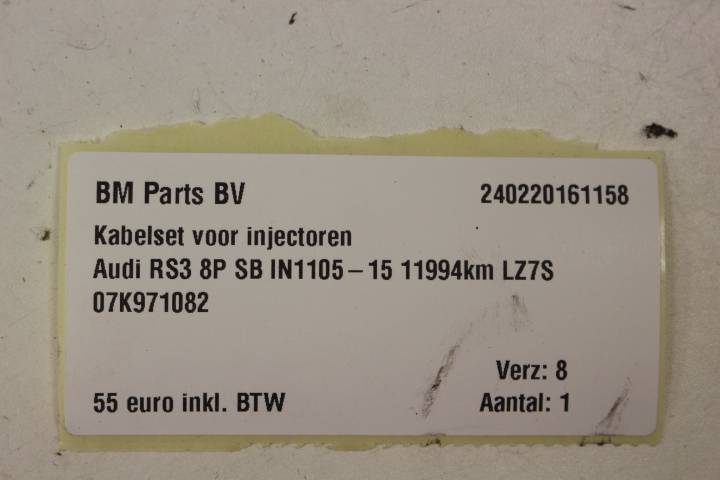 BM Parts BV 240220161158
Kabelset voor injectoren
Audi RS3 8P SB IN1105-15 11994km LZ7S
07K971082
Verz: 8
55 euro inkl. BTW Aantal: 1